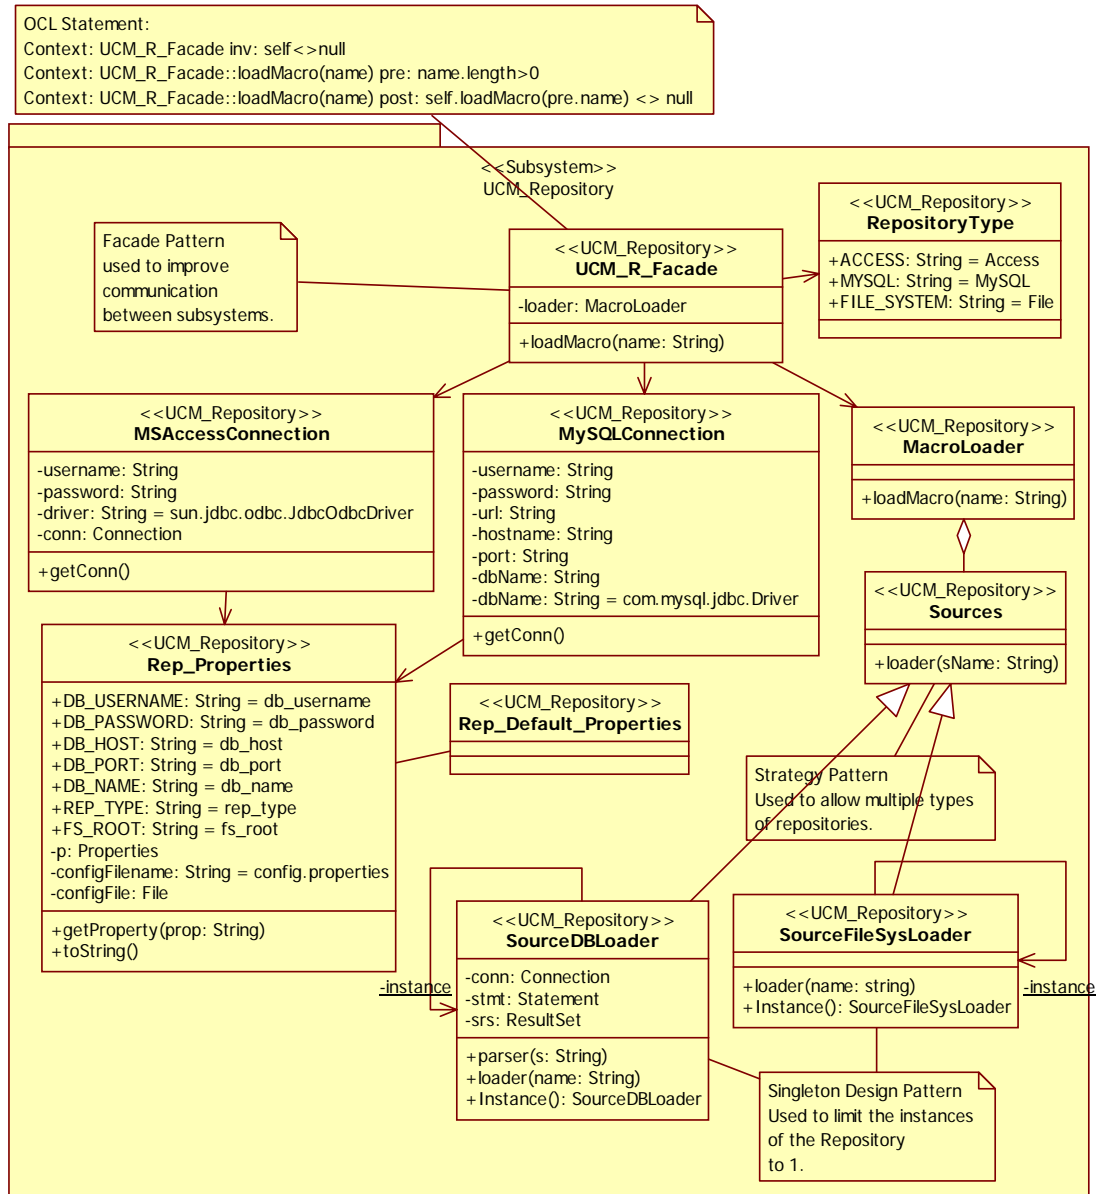 OCL Statement:
Context: UCM_R_Facade inv: self<>null
Context: UCM_R_Facade::loadMacro(name) pre: name.length>0
Context: UCM_R_Facade::loadMacro(name) post: self.loadMacro(pre.name) <> null
<<Subsystem>>
UCM_Repository
Facade Pattern
used to improve
communication
between subsystems.
<<UCM_Repository>>
UCM_R_Facade
-loader: MacroLoader
+loadMacro(name: String)
<<UCM_Repository>>
RepositoryType
+ACCESS: String = Access
+MYSQL: String = MySQL
+FILE_SYSTEM: String = File
<<UCM_Repository>>
MSAccessConnection
-username: String
-password: String
-driver: String = sun.jdbc.odbc.JdbcOdbcDriver
-conn: Connection
+getConn()
<<UCM_Repository>>
MySQLConnection
-username: String
-password: String
-url: String
-hostname: String
-port: String
-dbName: String
-dbName: String = com.mysql.jdbc.Driver
+getConn()
<<UCM_Repository>>
MacroLoader
+loadMacro(name: String)
<<UCM_Repository>>
Sources
+loader(sName: String)
<<UCM_Repository>>
Rep_Properties
+DB_USERNAME: String = db_username
+DB_PASSWORD: String = db_password
+DB_HOST: String = db_host
+DB_PORT: String = db_port
+DB_NAME: String = db_name
+REP_TYPE: String = rep_type
+FS_ROOT: String = fs_root
-p: Properties
-configFilename: String = config.properties
-configFile: File
+getProperty(prop: String)
+toString()
<<UCM_Repository>>
Rep_Default_Properties
Strategy Pattern
Used to allow multiple types
of repositories.
<<UCM_Repository>>
SourceDBLoader
-conn: Connection
-stmt: Statement
-srs: ResultSet
+parser(s: String)
+loader(name: String)
+Instance(): SourceDBLoader
-instance
<<UCM_Repository>>
SourceFileSysLoader
+loader(name: string)
+Instance(): SourceFileSysLoader
-instance
Singleton Design Pattern
Used to limit the instances
of the Repository
to 1.